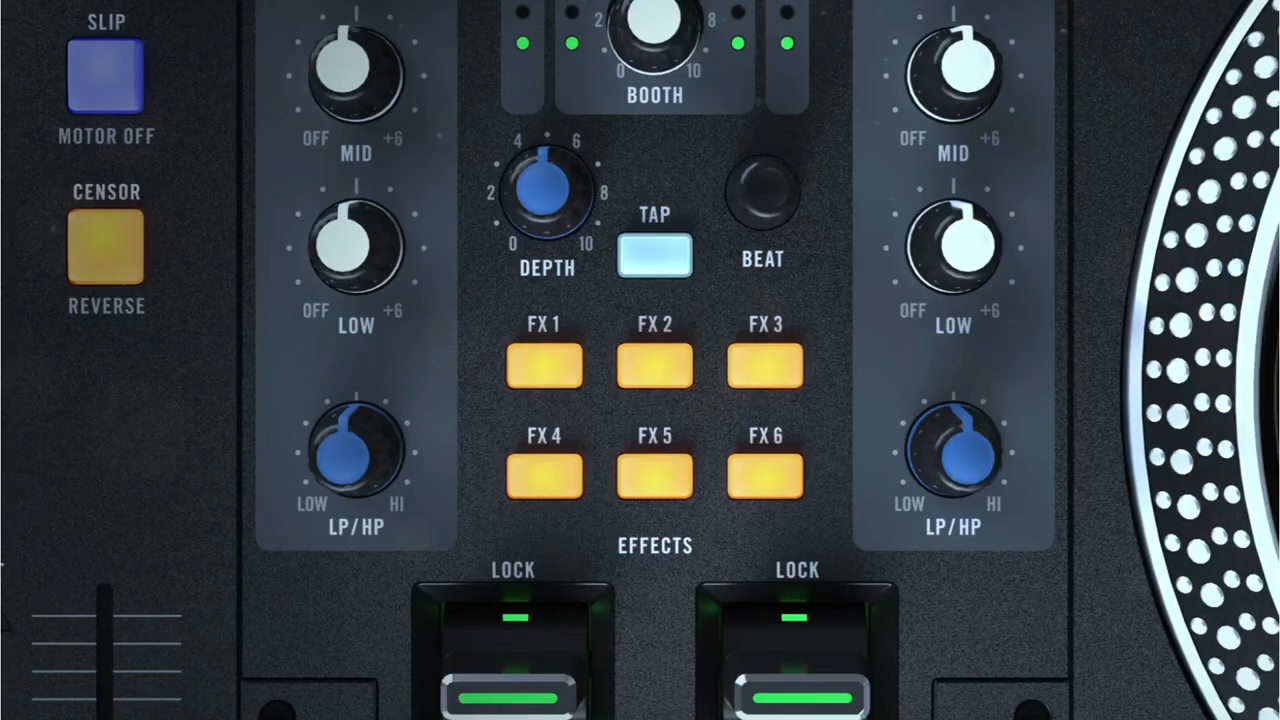 SLIP
MOTOR OFF
CENSOR
REVERSE
OFF +6
MID
OFF +6
LOW
LOW HI
LP/HP
2 8
0 10
BOOTH
4 6
2 8
0 10
DEPTH
TAP
BEAT
FX 1 FX 2 FX 3
FX 4 FX 5 FX 6
EFFECTS
LOCK LOCK
OFF +6
MID
OFF +6
LOW
LOW HI
LP/HP